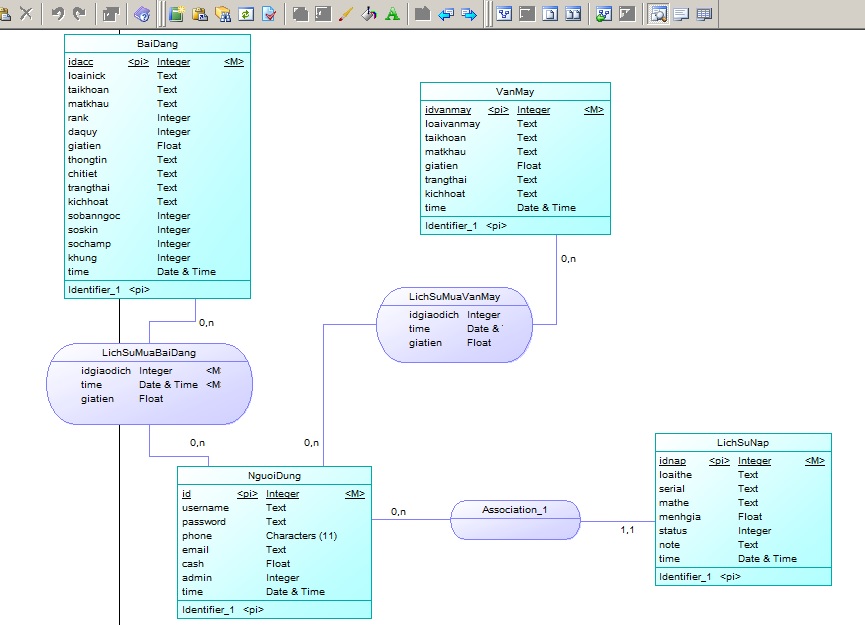 BaiDang
idacc <pi> Integer <M>
loainick Text
taikhoan Text
matkhau Text
rank Integer
daquy Integer
giatien Float
thongtin Text
chitiet Text
trangthai Text
kichhoat Text
sobanngoc Integer
soskin Integer
sochamp Integer
khung Integer
time Date & Time
Identifier_1 <pi>
VanMay
idvanmay <pi> Integer <M>
loaivanmay Text
taikhoan Text
matkhau Text
giatien Float
trangthai Text
kichhoat Text
time Date & Time
Identifier_1 <pi>
0,n
0,n
LichSuMuaVanMay
idgiaodich Integer
time Date &
giatien Float
LichSuMuaBaiDang
idgiaodich Integer <M
time Date & Time <M
giatien Float
0,n
0,n
NguoiDung
id <pi> Integer <M>
username Text
password Text
phone Characters (11)
email Text
cash Float
admin Integer
time Date & Time
Identifier_1 <pi>
0,n
Association_1
1,1
LichSuNap
idnap <pi> Integer <M>
loaithe Text
serial Text
mathe Text
menhgia Float
status Integer
note Text
time Date & Time
Identifier_1 <pi>